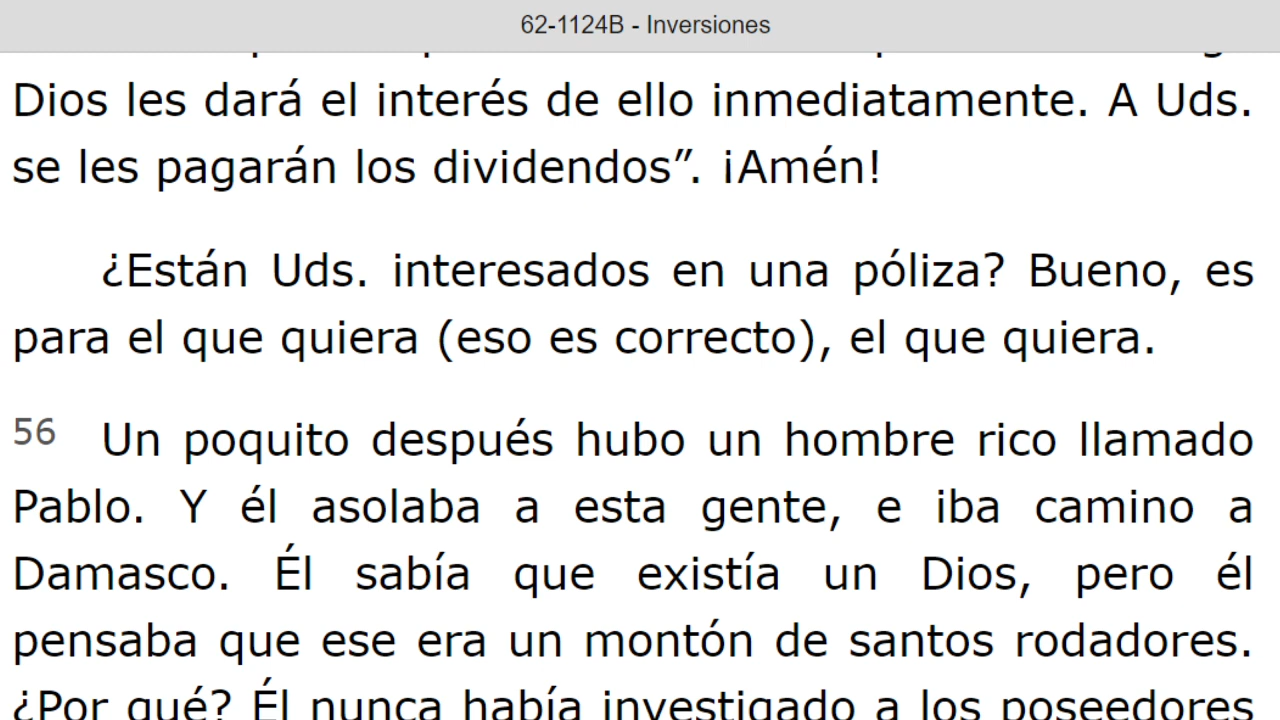 62-1124B - Inversiones
Dios les dará el interés de ello inmediatamente. A Uds.
se les pagarán los dividendos”. ¡Amén!
¿Están Uds. interesados en una póliza? Bueno, es
para el que quiera (eso es correcto), el que quiera.
56 Un poquito después hubo un hombre rico llamado
Pablo. Y él asolaba a esta gente, e iba camino a
Damasco. Él sabía que existía un Dios, pero él
pensaba que ese era un montón de santos rodadores.
¿Por qué? Él nunca había investigado a los poseedores